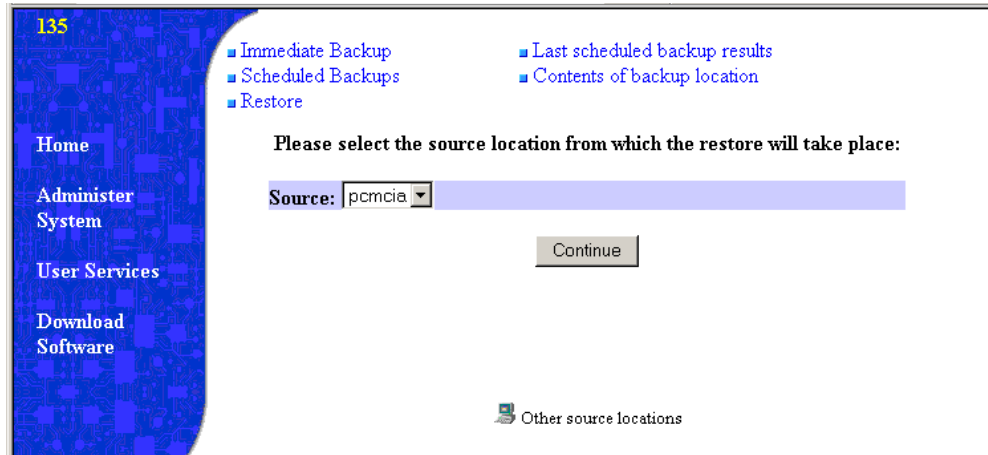 135
Immediate Backup
Last scheduled backup results
Scheduled Backups
Contents of backup location
Restore
Home
Administer
System
User Services
Download
Software
Please select the source location from which the restore will take place:
Source: pcmcia
Continue
Other source locations